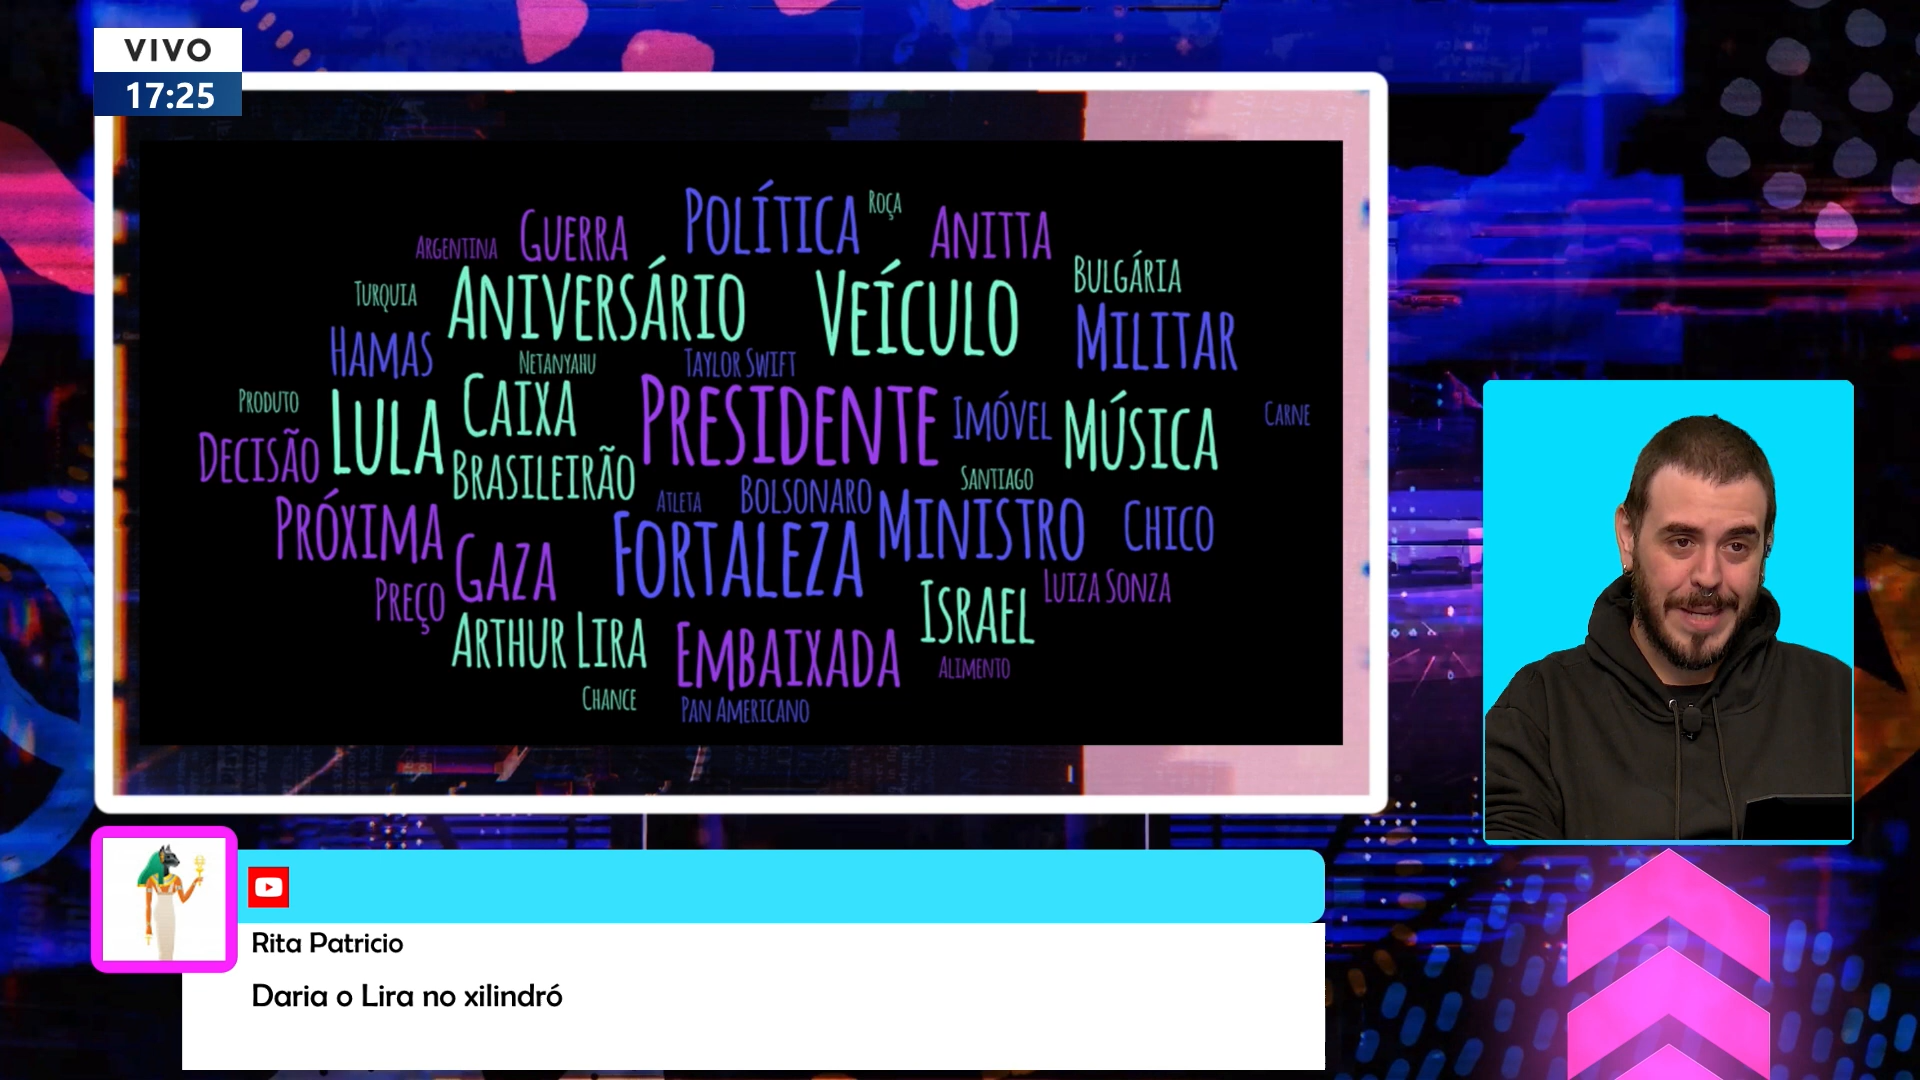 VIVO
17:25
POLÍTICA
ROÇA
ARGENTINA
GUERRA
ANITTA
TURQUIA
ANIVERSÁRIO
VEÍCULO
BULGÁRIA
HAMAS
NETANYAHU
TAYLOR SWIFT
MILITAR
PRODUTO
LULA
CAIXA
PRESIDENTE
IMÓVEL
MÚSICA
CARNE
DECISÃO
BRASILEIRÃO
ATLETA
BOLSONARO
SANTIAGO
PRÓXIMA
GAZA
FORTALEZA
MINISTRO
CHICO
PREÇO
ISRAEL
LUIZA SONZA
ARTHUR LIRA
EMBAIXADA
ALIMENTO
CHANCE
PAN AMERICANO
Rita Patricio
Daria o Lira no xilindró